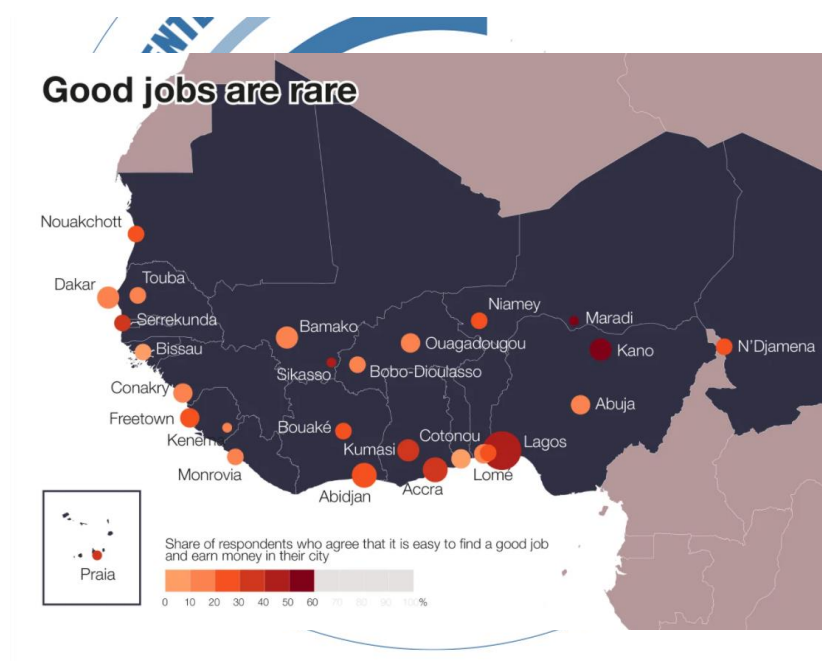 ENTE
Good jobs are rare
Nouakchott
Dakar
Touba
Serrekunda
Bissau
Bamako
Niamey
Maradi
Ouagadougou
Kano
N'Djamena
Sikasso
Bobo-Dioulasso
Conakry
Freetown
Kenema
Bouaké
Abuja
Kumasi
Cotonou
Lagos
Monrovia
Abidjan
Accra
Lomé
Praia
Share of respondents who agree that it is easy to find a good job
and earn money in their city
0 10 20 30 40 50 60 70 80 90 100%